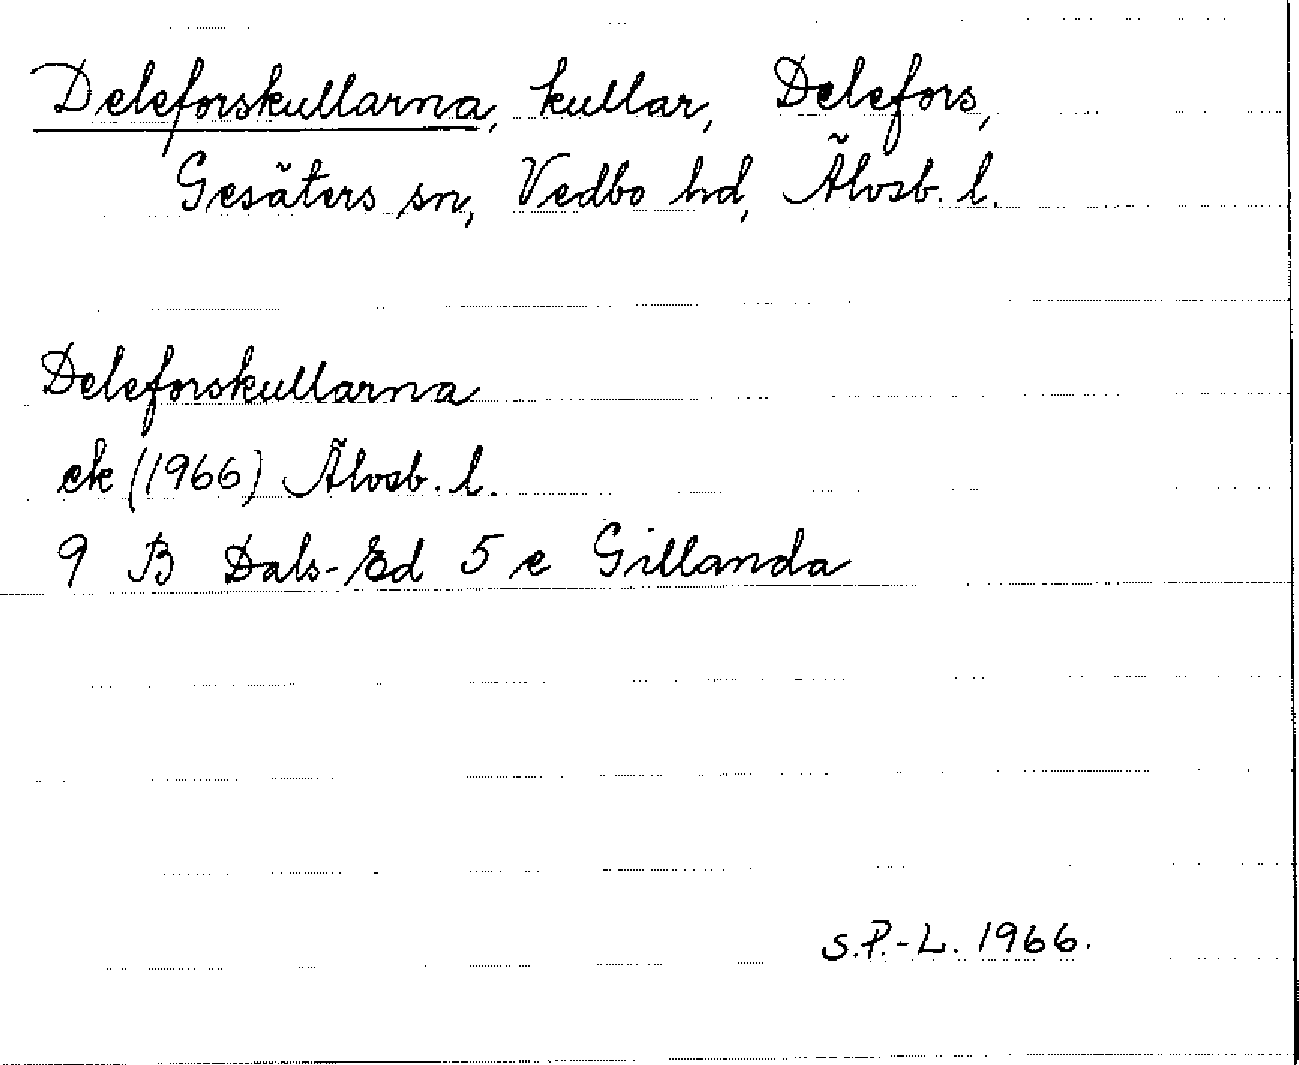 Deleforskullarna, kullar, Delefors,
Gesäters sn, Vedbo hd, Älvsb. l.
Deleforskullarna
ek (1966) Älvsb. l.
9 B Dals-Ed 5 e Gillanda
S.P.-L. 1966.